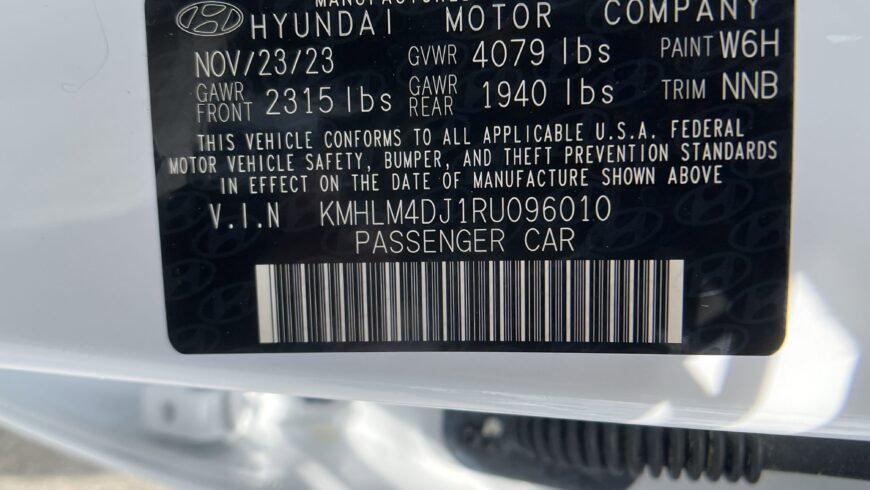 MANUFACTURED
HYUNDAI MOTOR COMPANY
NOV/23/23 GVWR 4079 lbs PAINT W6H
GAWR FRONT 2315 lbs GAWR REAR 1940 lbs TRIM NNB
THIS VEHICLE CONFORMS TO ALL APPLICABLE U.S.A. FEDERAL
MOTOR VEHICLE SAFETY, BUMPER, AND THEFT PREVENTION STANDARDS
IN EFFECT ON THE DATE OF MANUFACTURE SHOWN ABOVE
V.I.N KMHLM4DJ1RU096010
PASSENGER CAR